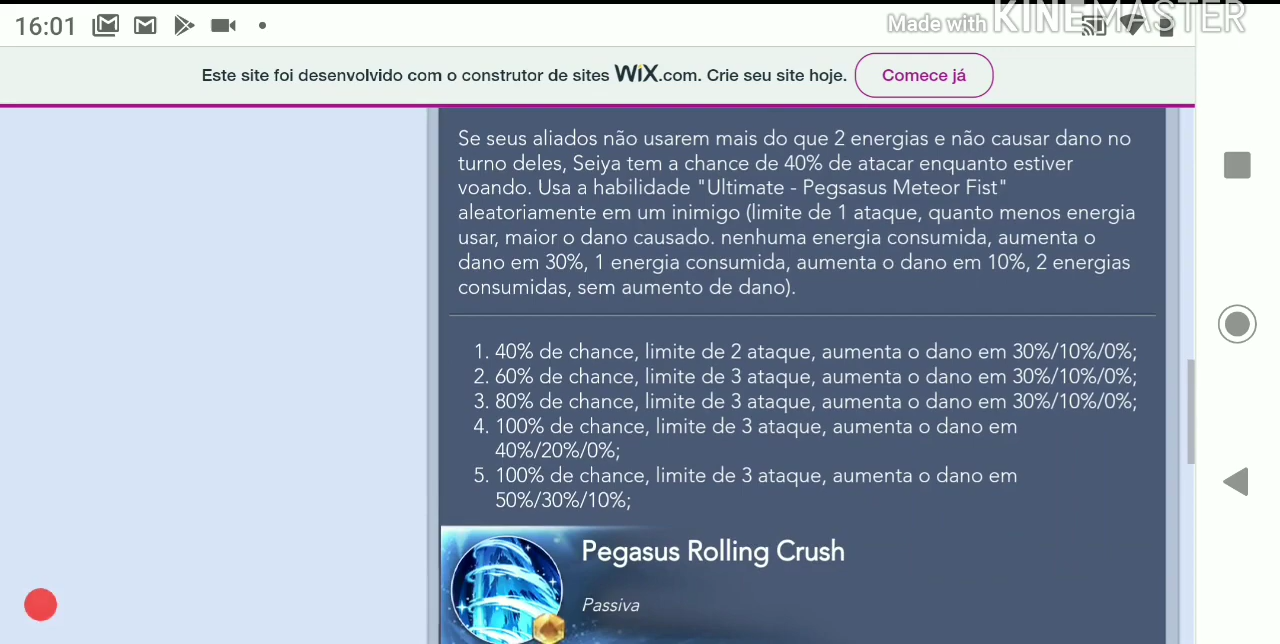 16:01
Made with KINEMASTER
Este site foi desenvolvido com o construtor de sites WiX.com. Crie seu site hoje. Comece já
Se seus aliados não usarem mais do que 2 energias e não causar dano no
turno deles, Seiya tem a chance de 40% de atacar enquanto estiver
voando. Usa a habilidade "Ultimate - Pegsasus Meteor Fist"
aleatoriamente em um inimigo (limite de 1 ataque, quanto menos energia
usar, maior o dano causado. nenhuma energia consumida, aumenta o
dano em 30%, 1 energia consumida, aumenta o dano em 10%, 2 energias
consumidas, sem aumento de dano).
1. 40% de chance, limite de 2 ataque, aumenta o dano em 30%/10%/0%;
2. 60% de chance, limite de 3 ataque, aumenta o dano em 30%/10%/0%;
3. 80% de chance, limite de 3 ataque, aumenta o dano em 30%/10%/0%;
4. 100% de chance, limite de 3 ataque, aumenta o dano em
40%/20%/0%;
5. 100% de chance, limite de 3 ataque, aumenta o dano em
50%/30%/10%;
Pegasus Rolling Crush
Passiva